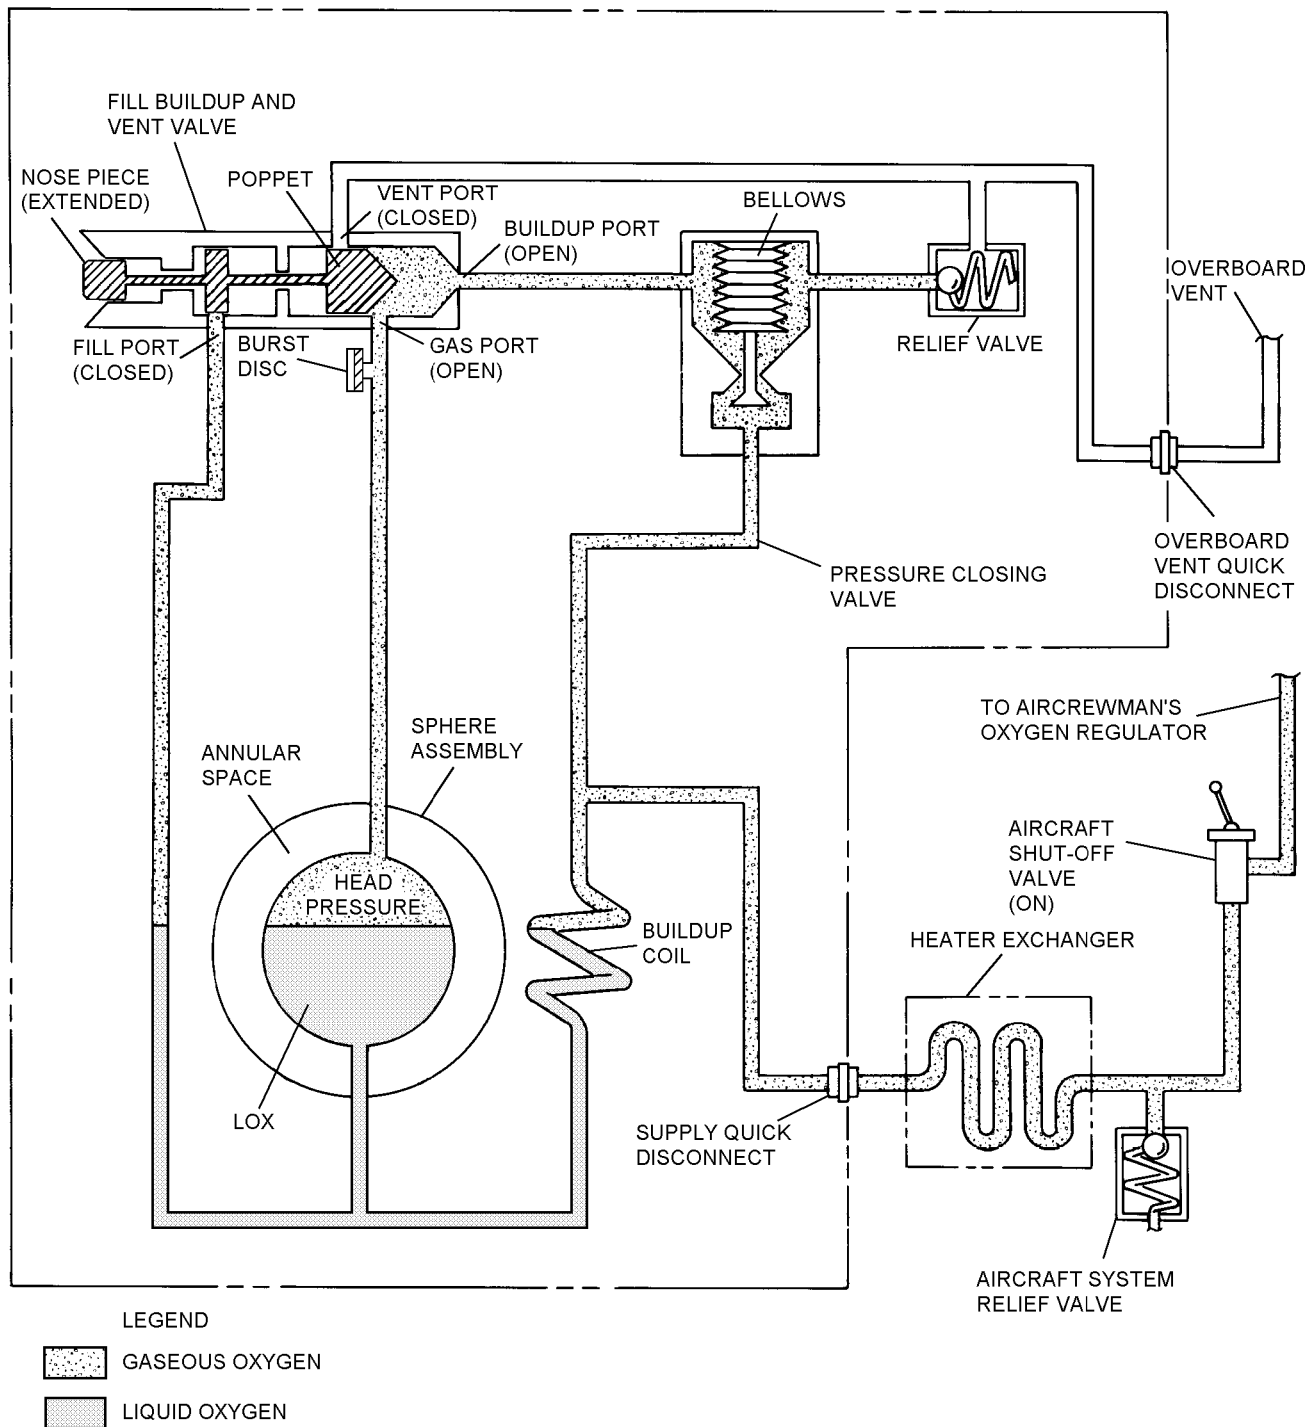 FILL BUILDUP AND
VENT VALVE
NOSE PIECE
(EXTENDED)
POPPET
VENT PORT
(CLOSED)
BUILDUP PORT
(OPEN)
BELLOWS
OVERBOARD
VENT
FILL PORT
(CLOSED)
BURST
DISC
GAS PORT
(OPEN)
RELIEF VALVE
OVERBOARD
VENT QUICK
DISCONNECT
PRESSURE CLOSING
VALVE
TO AIRCREWMAN'S
OXYGEN REGULATOR
SPHERE
ASSEMBLY
ANNULAR
SPACE
AIRCRAFT
SHUT-OFF
VALVE
(ON)
HEAD
PRESSURE
BUILDUP
COIL
HEATER EXCHANGER
LOX
SUPPLY QUICK
DISCONNECT
AIRCRAFT SYSTEM
RELIEF VALVE
LEGEND
GASEOUS OXYGEN
LIQUID OXYGEN